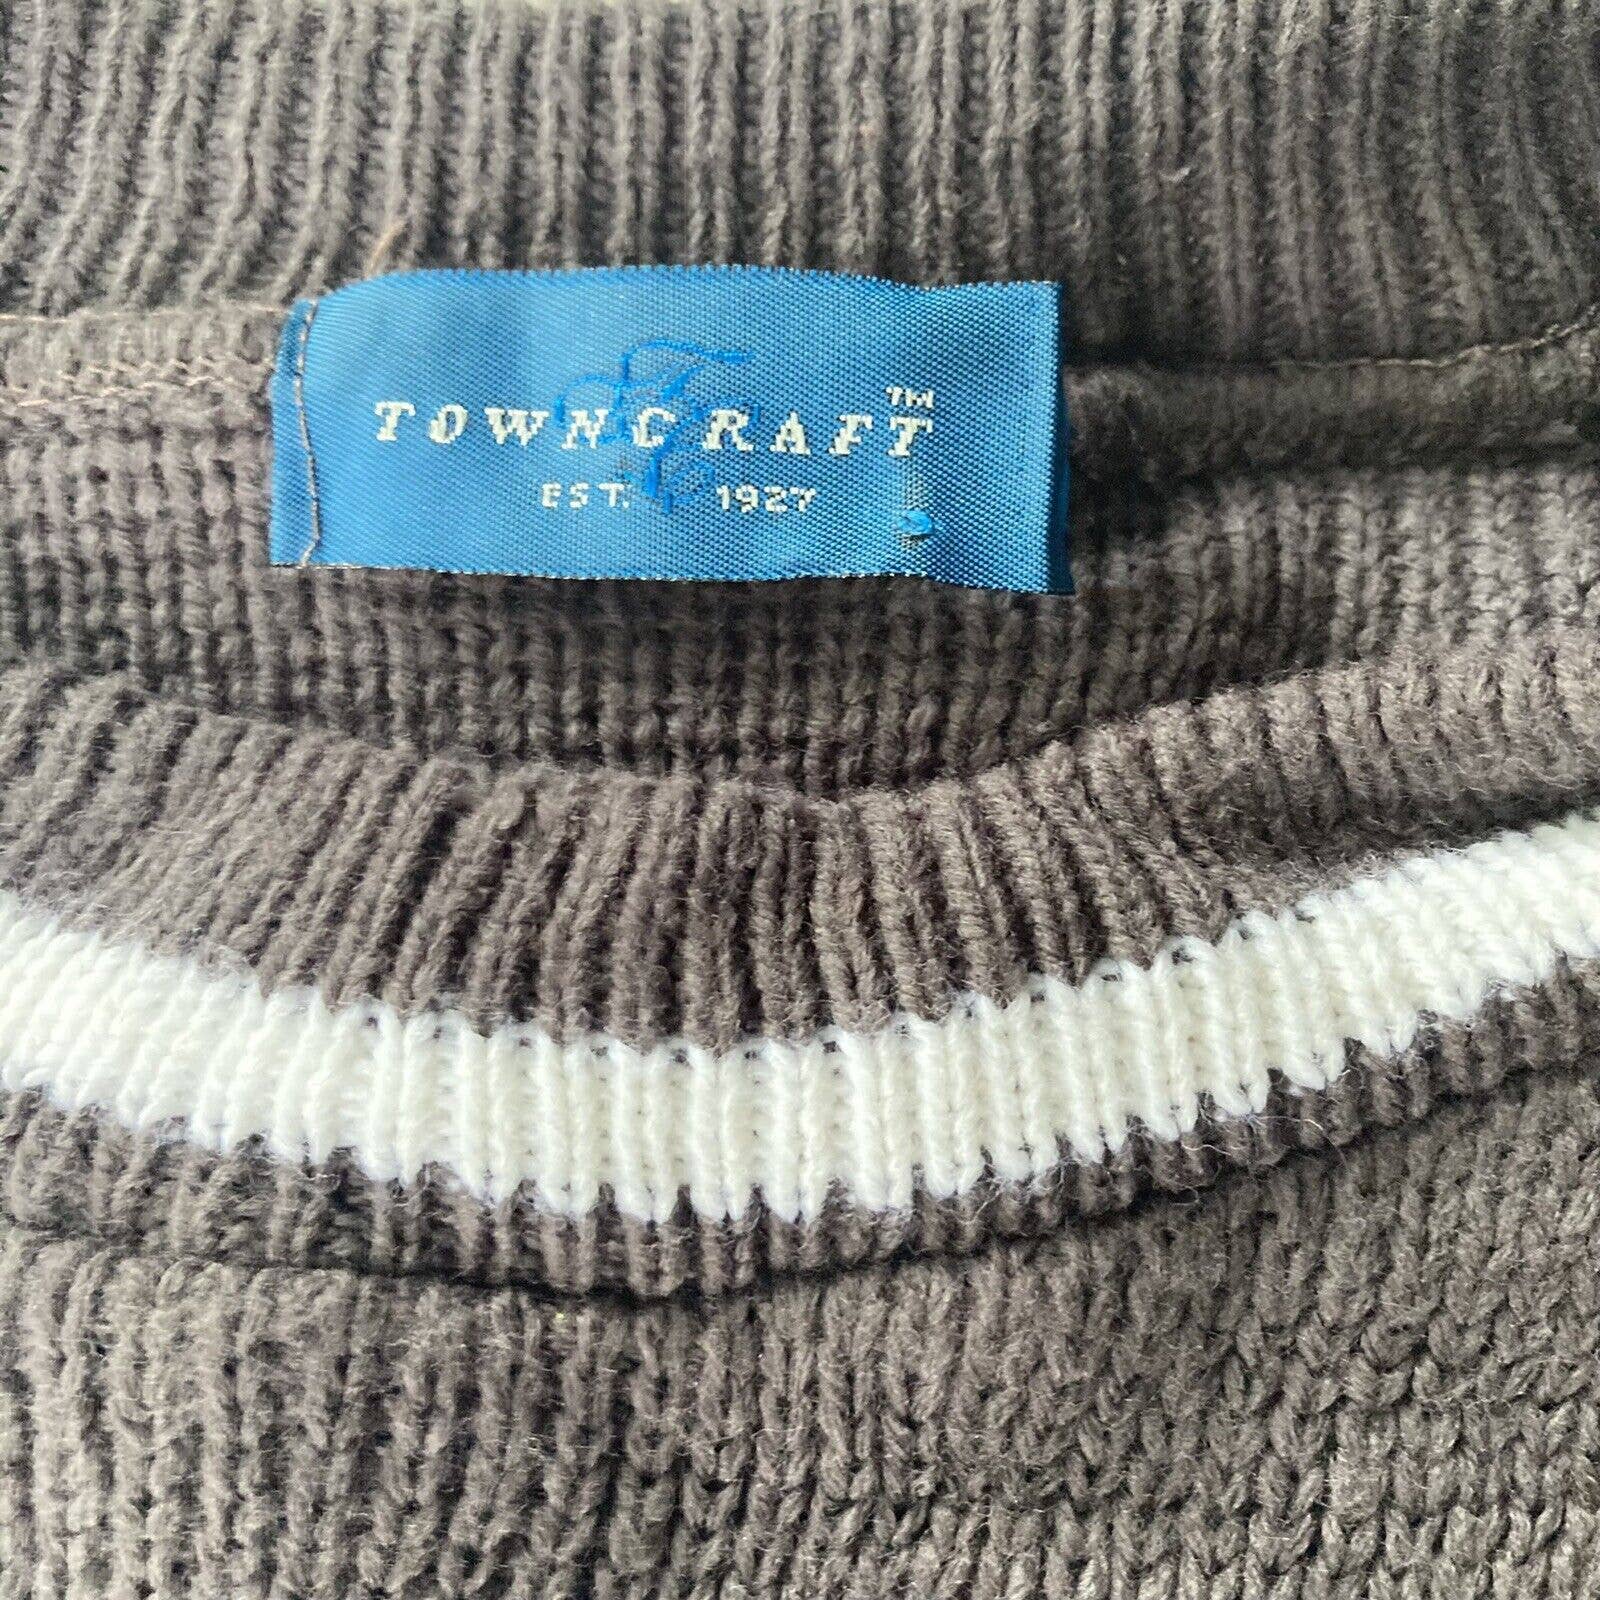 TOWNCRAFT™
EST. 1927